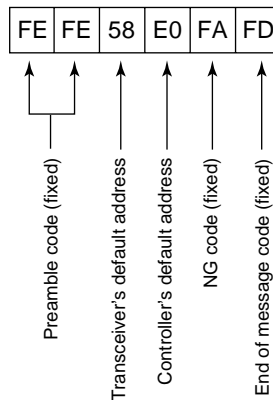 FE FE 58 E0 FA FD
Preamble code (fixed)
Transceiver's default address
Controller's default address
NG code (fixed)
End of message code (fixed)